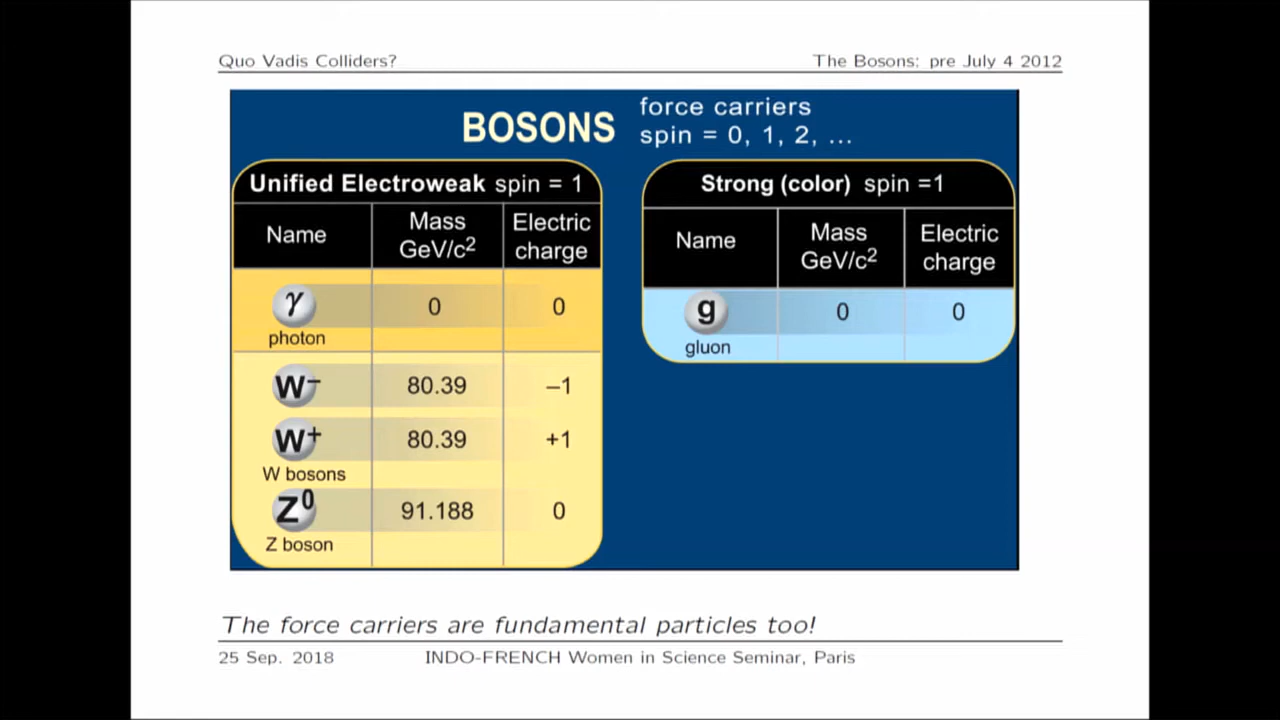 Quo Vadis Colliders? The Bosons: pre July 4 2012
BOSONS
force carriers
spin = 0, 1, 2, ...
Unified Electroweak spin = 1
Name Mass GeV/c² Electric charge
γ 0 0
photon
W⁻ 80.39 –1
W⁺ 80.39 +1
W bosons
Z⁰ 91.188 0
Z boson
Strong (color) spin =1
Name Mass GeV/c² Electric charge
g 0 0
gluon
The force carriers are fundamental particles too!
25 Sep. 2018 INDO-FRENCH Women in Science Seminar, Paris